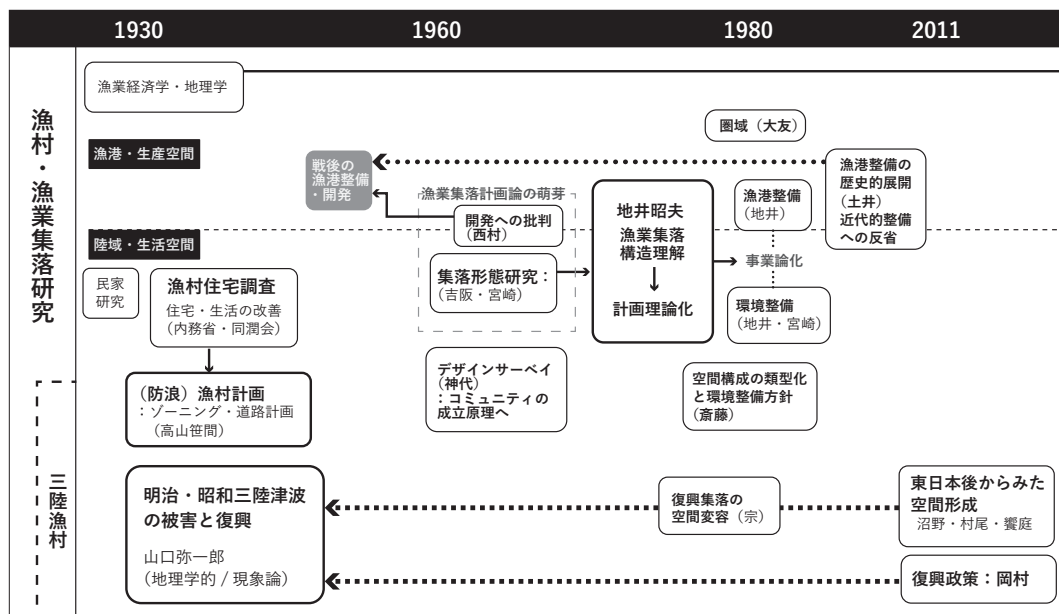 1930
1960
1980
2011
漁村・漁業集落研究
三陸漁村
漁業経済学・地理学
漁港・生産空間
戦後の
漁港整備
・開発
圏域（大友）
漁港整備の
歴史的展開
（土井）
近代的整備
への反省
漁業集落計画論の萌芽
開発への批判
（西村）
集落形態研究：
（吉阪・宮崎）
地井昭夫
漁業集落
構造理解
計画理論化
漁港整備
（地井）
事業論化
環境整備
（地井・宮崎）
陸域・生活空間
民家
研究
漁村住宅調査
住宅・生活の改善
（内務省・同潤会）
（防浪）漁村計画
：ゾーニング・道路計画
（高山笹間）
デザインサーベイ
（神代）
：コミュニティの
成立原理へ
空間構成の類型化
と環境整備方針
（斎藤）
明治・昭和三陸津波
の被害と復興
山口弥一郎
（地理学的 / 現象論）
復興集落の
空間変容（宗）
東日本後からみた
空間形成
沼野・村尾・饗庭
復興政策：岡村